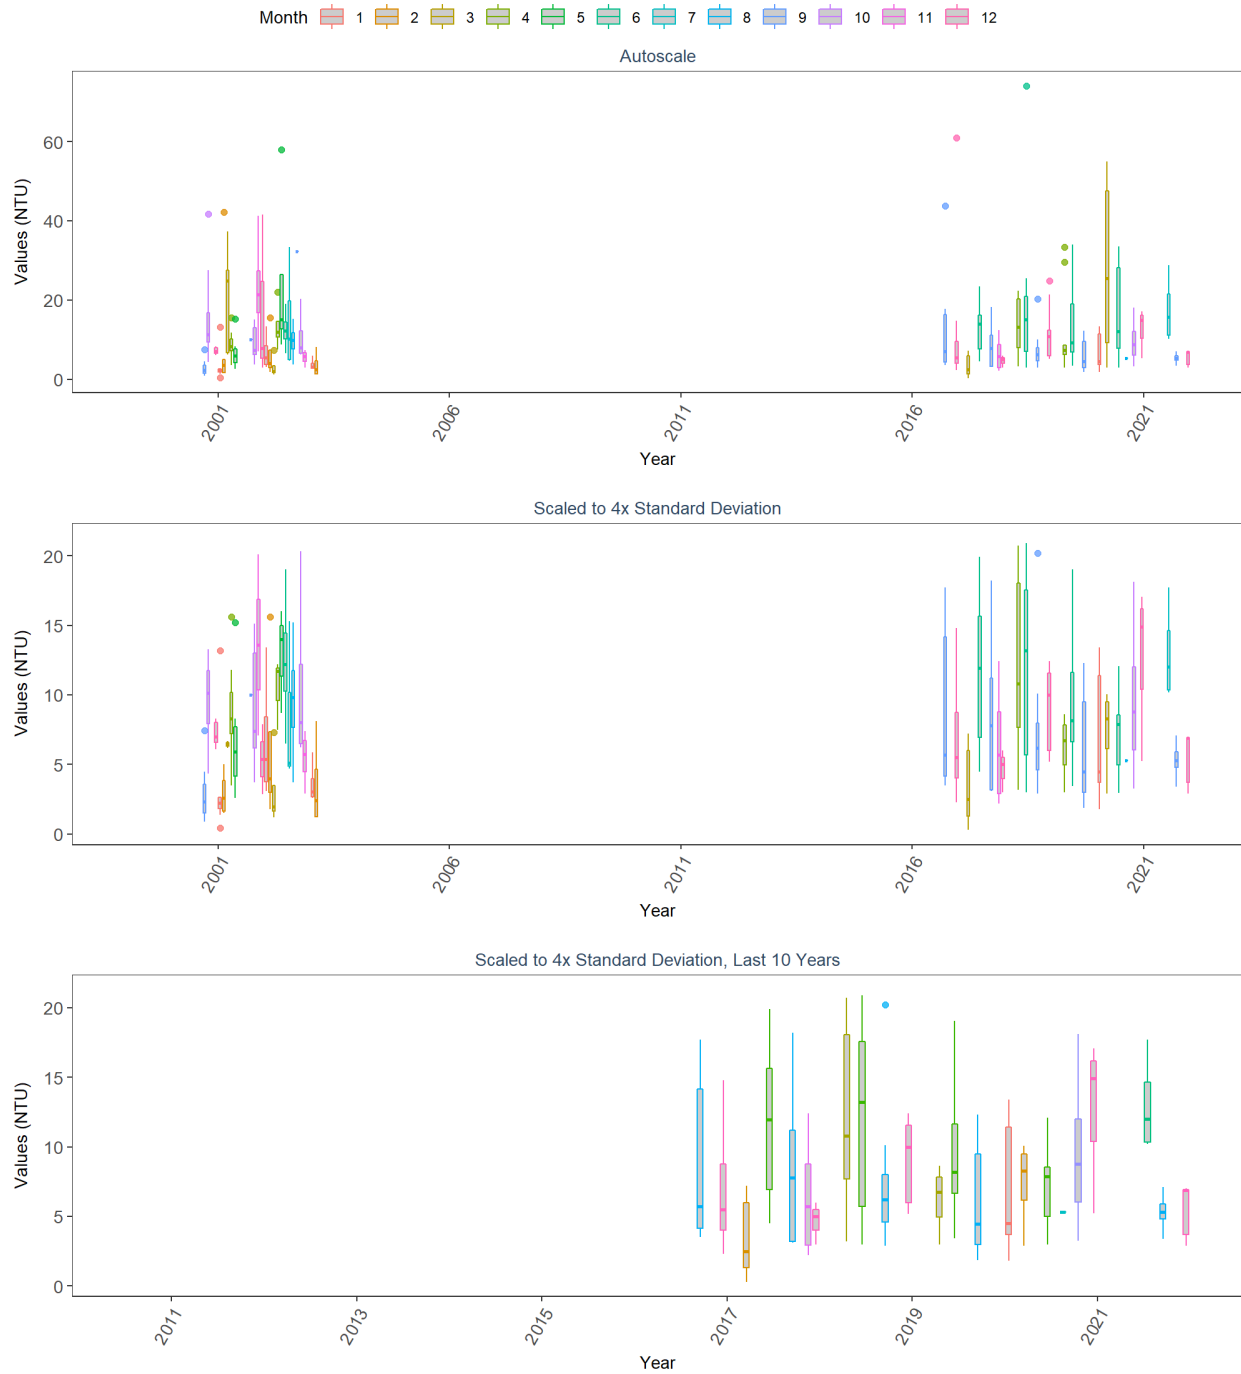 Month 1 2 3 4 5 6 7 8 9 10 11 12
Autoscale
Values (NTU)
60
40
20
0
2001 2006 2011 2016 2021
Year
Scaled to 4x Standard Deviation
Values (NTU)
20
15
10
5
0
2001 2006 2011 2016 2021
Year
Scaled to 4x Standard Deviation, Last 10 Years
Values (NTU)
20
15
10
5
0
2011 2013 2015 2017 2019 2021
Year